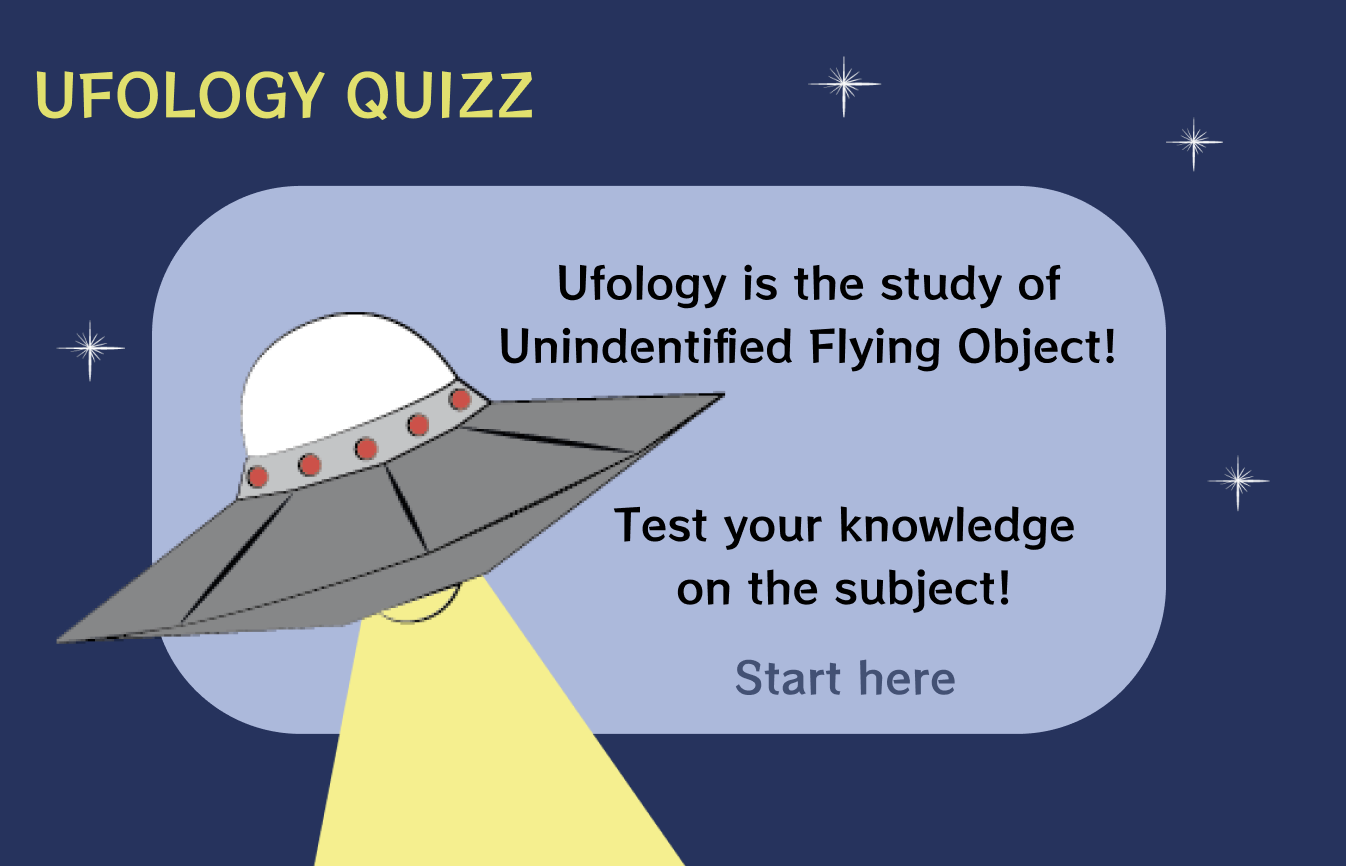 UFOLOGY QUIZZ
Ufology is the study of
Unindentified Flying Object!
Test your knowledge
on the subject!
Start here